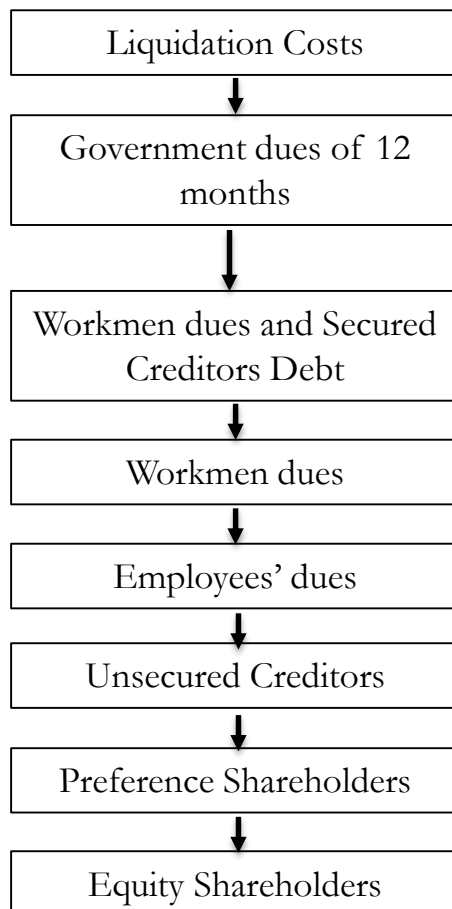 Liquidation Costs
Government dues of 12
months
Workmen dues and Secured
Creditors Debt
Workmen dues
Employees’ dues
Unsecured Creditors
Preference Shareholders
Equity Shareholders